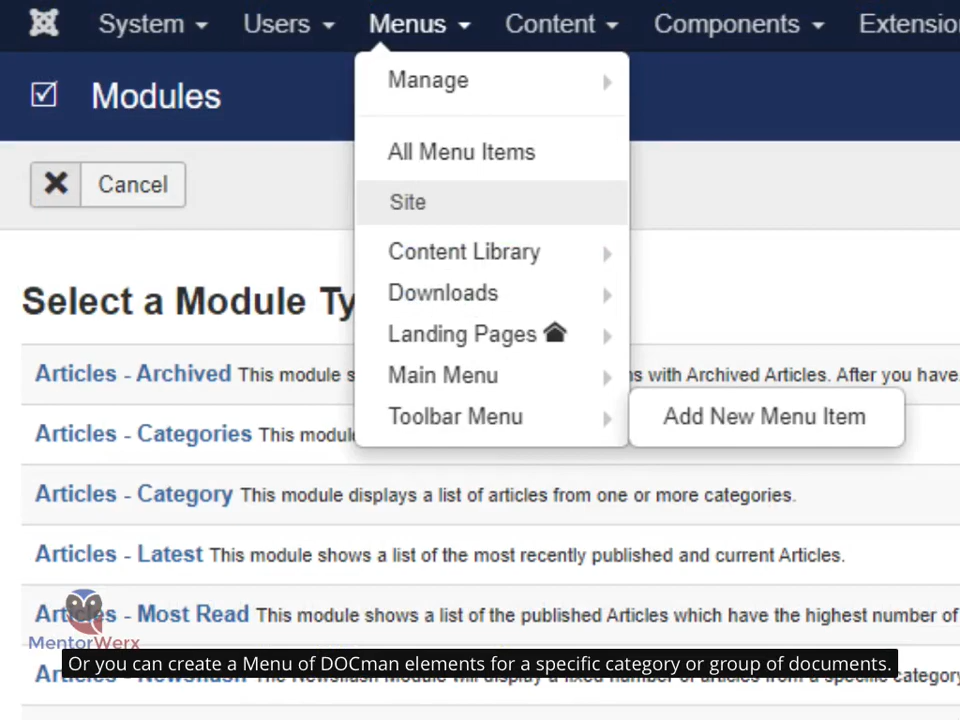 System Users Menus Content Components Extensio
Modules
Manage
All Menu Items
Cancel
Site
Content Library
Downloads
Select a Module Ty
Landing Pages
Articles - Archived This module s ns with Archived Articles. After you have
Main Menu
Toolbar Menu
Add New Menu Item
Articles - Categories This modul
Articles - Category This module displays a list of articles from one or more categories.
Articles - Latest This module shows a list of the most recently published and current Articles.
Articles - Most Read This module shows a list of the published Articles which have the highest number of
MentorWerx
Or you can create a Menu of DOCman elements for a specific category or group of documents.